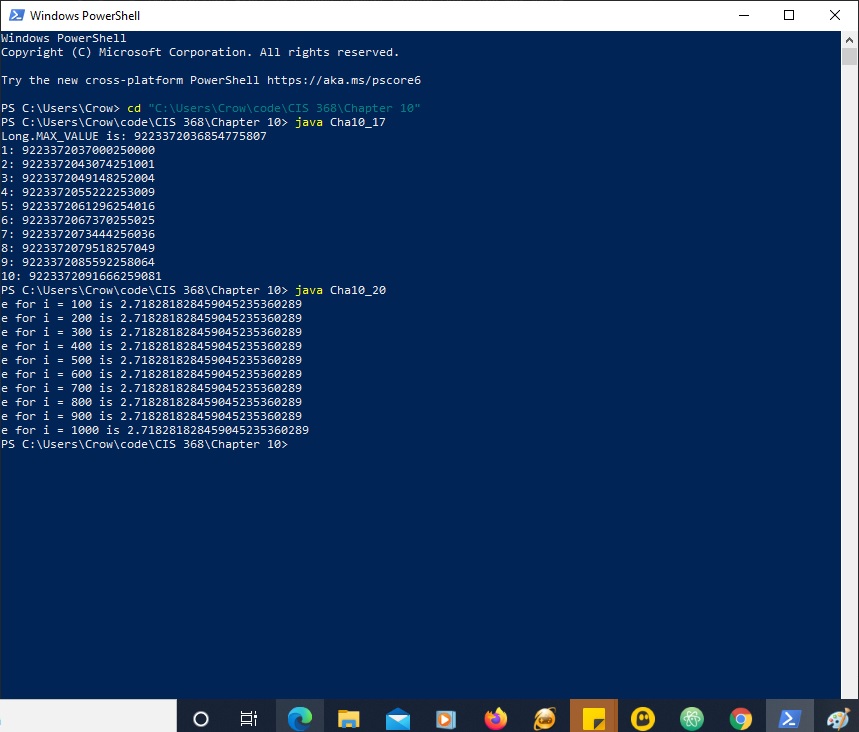 Windows PowerShell
Windows PowerShell
Copyright (C) Microsoft Corporation. All rights reserved.
Try the new cross-platform PowerShell https://aka.ms/pscore6
PS C:\Users\Crow> cd "C:\Users\Crow\code\CIS 368\Chapter 10"
PS C:\Users\Crow\code\CIS 368\Chapter 10> java Cha10_17
Long.MAX_VALUE is: 9223372036854775807
1: 9223372037000250000
2: 9223372043074251001
3: 9223372049148252004
4: 9223372055222253009
5: 9223372061296254016
6: 9223372067370255025
7: 9223372073444256036
8: 9223372079518257049
9: 9223372085592258064
10: 9223372091666259081
PS C:\Users\Crow\code\CIS 368\Chapter 10> java Cha10_20
e for i = 100 is 2.718281828459045235360289
e for i = 200 is 2.718281828459045235360289
e for i = 300 is 2.718281828459045235360289
e for i = 400 is 2.718281828459045235360289
e for i = 500 is 2.718281828459045235360289
e for i = 600 is 2.718281828459045235360289
e for i = 700 is 2.718281828459045235360289
e for i = 800 is 2.718281828459045235360289
e for i = 900 is 2.718281828459045235360289
e for i = 1000 is 2.718281828459045235360289
PS C:\Users\Crow\code\CIS 368\Chapter 10>